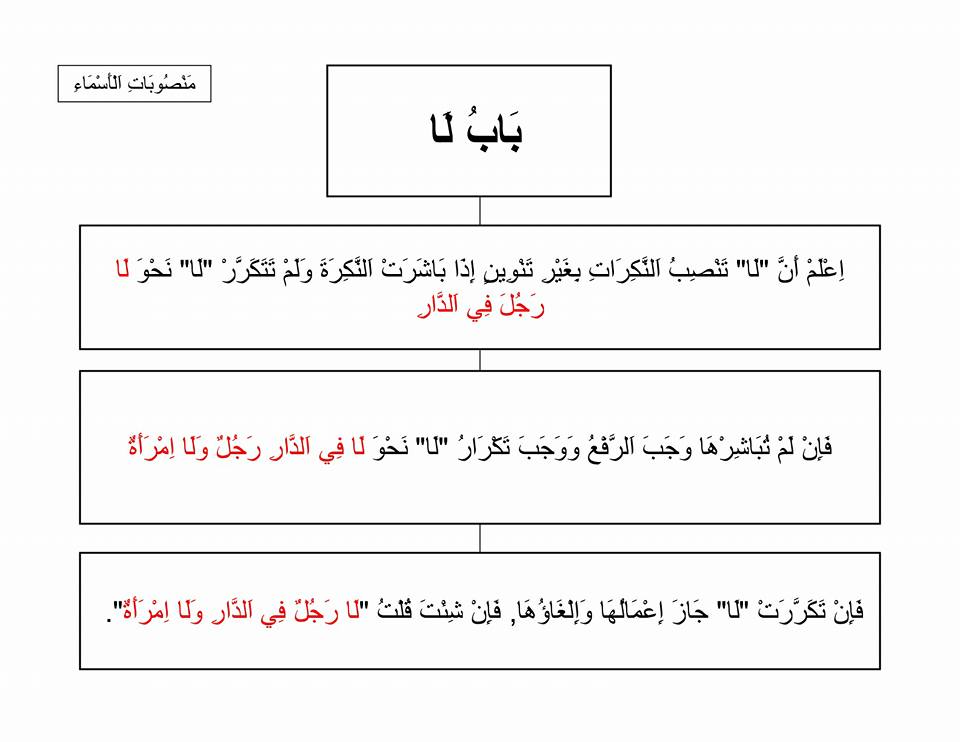 مَنْصُوبَاتِ اَلْأَسْمَاءِ
بَابُ لَا
اِعْلَمْ أَنَّ "لَا" تَنْصِبُ اَلنَّكِرَاتِ بِغَيْرِ تَنْوِينٍ إِذَا بَاشَرَتْ اَلنَّكِرَةَ وَلَمْ تَتَكَرَّرْ "لَا" نَحْوَ لَا
رَجُلَ فِي اَلدَّارِ
فَإِنْ لَمْ تُبَاشِرْهَا وَجَبَ اَلرَّفْعُ وَوَجَبَ تَكْرَارُ "لَا" نَحْوَ لَا فِي اَلدَّارِ رَجُلٌ وَلَا اِمْرَأَةٌ
فَإِنْ تَكَرَّرَتْ "لَا" جَازَ إِعْمَالُهَا وَإِلْغَاؤُهَا, فَإِنْ شِئْتَ قُلْتُ "لَا رَجُلٌ فِي اَلدَّارِ وَلَا اِمْرَأَةٌ".